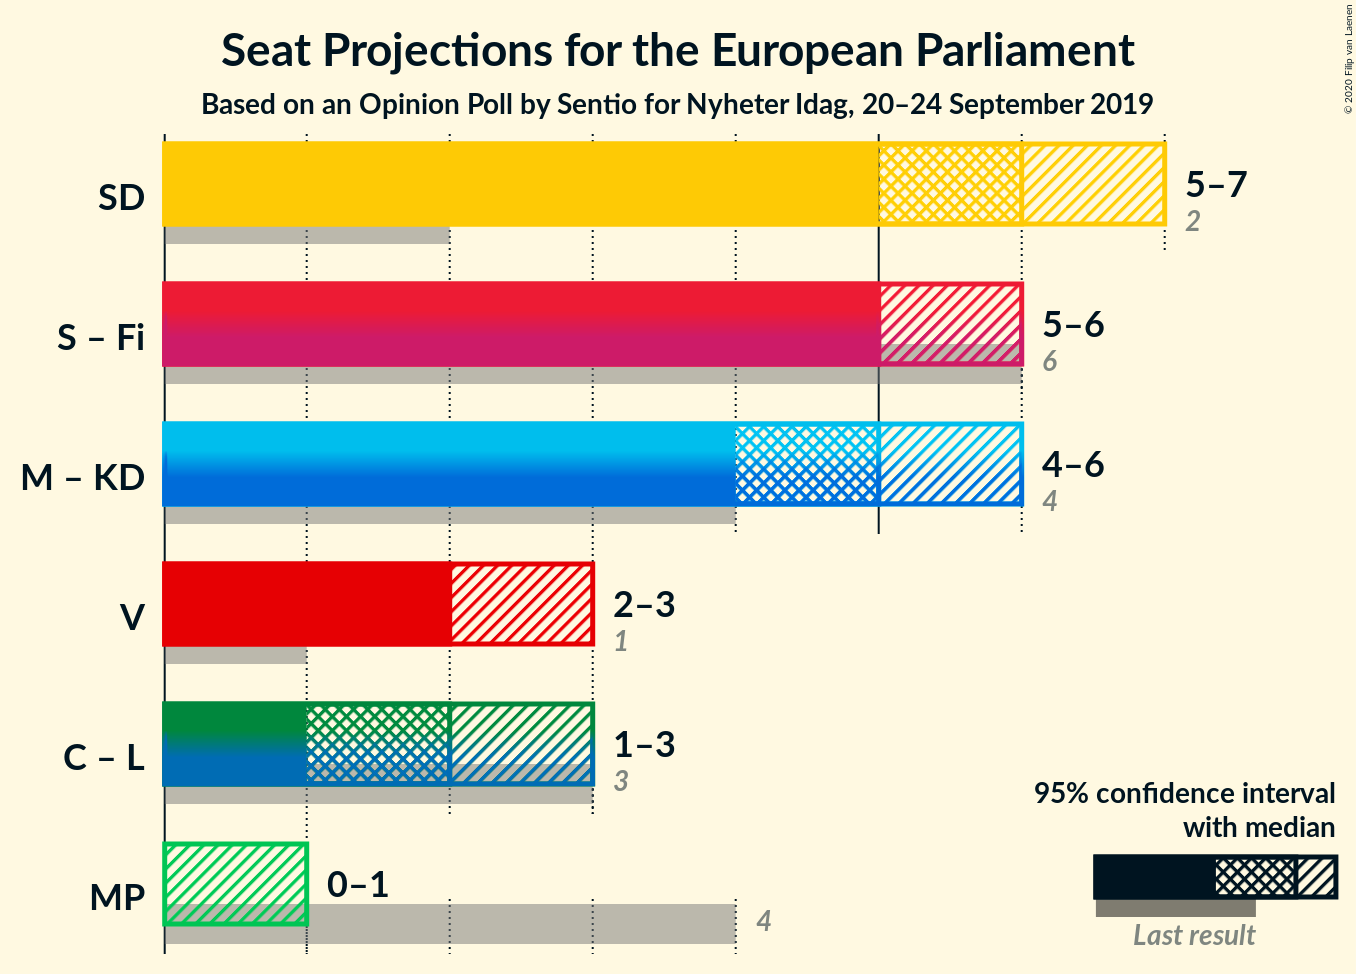 Seat Projections for the European Parliament
Based on an Opinion Poll by Sentio for Nyheter Idag, 20–24 September 2019
© 2020 Filip van Laenen
SD
5–7
2
S – Fi
5–6
6
M – KD
4–6
4
V
2–3
1
C – L
1–3
3
MP
0–1
4
95% confidence interval
with median
Last result